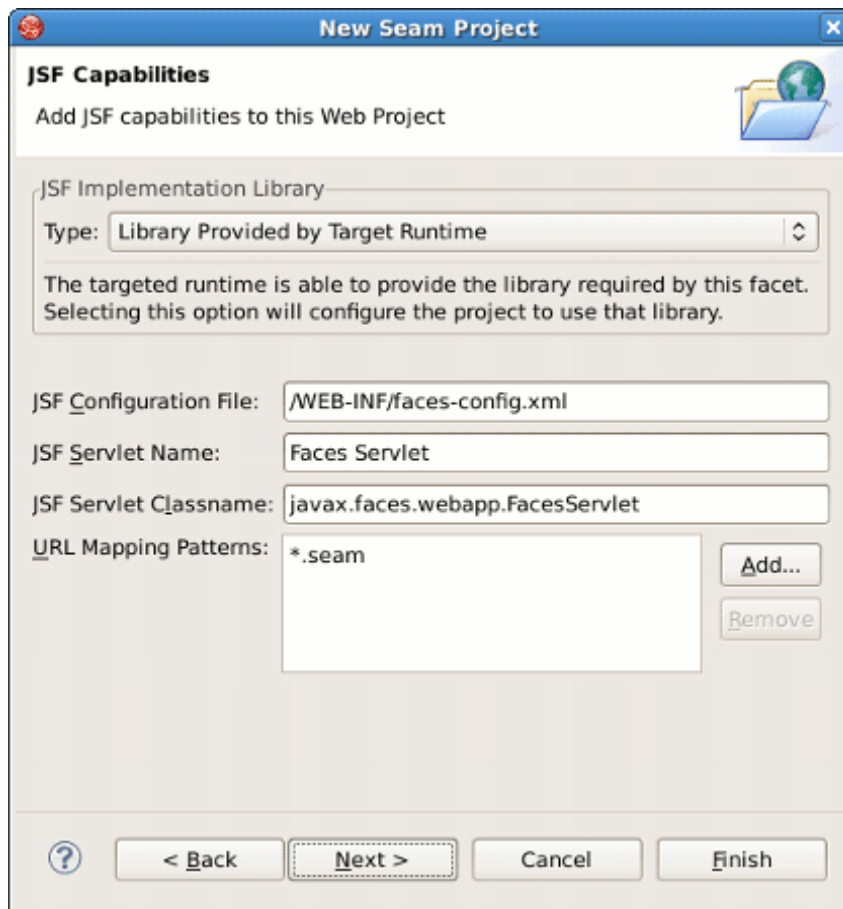 New Seam Project
JSF Capabilities
Add JSF capabilities to this Web Project
JSF Implementation Library
Type: Library Provided by Target Runtime
The targeted runtime is able to provide the library required by this facet.
Selecting this option will configure the project to use that library.
JSF Configuration File: /WEB-INF/faces-config.xml
JSF Servlet Name: Faces Servlet
JSF Servlet Classname: javax.faces.webapp.FacesServlet
URL Mapping Patterns: *.seam
Add...
Remove
? < Back Next > Cancel Finish